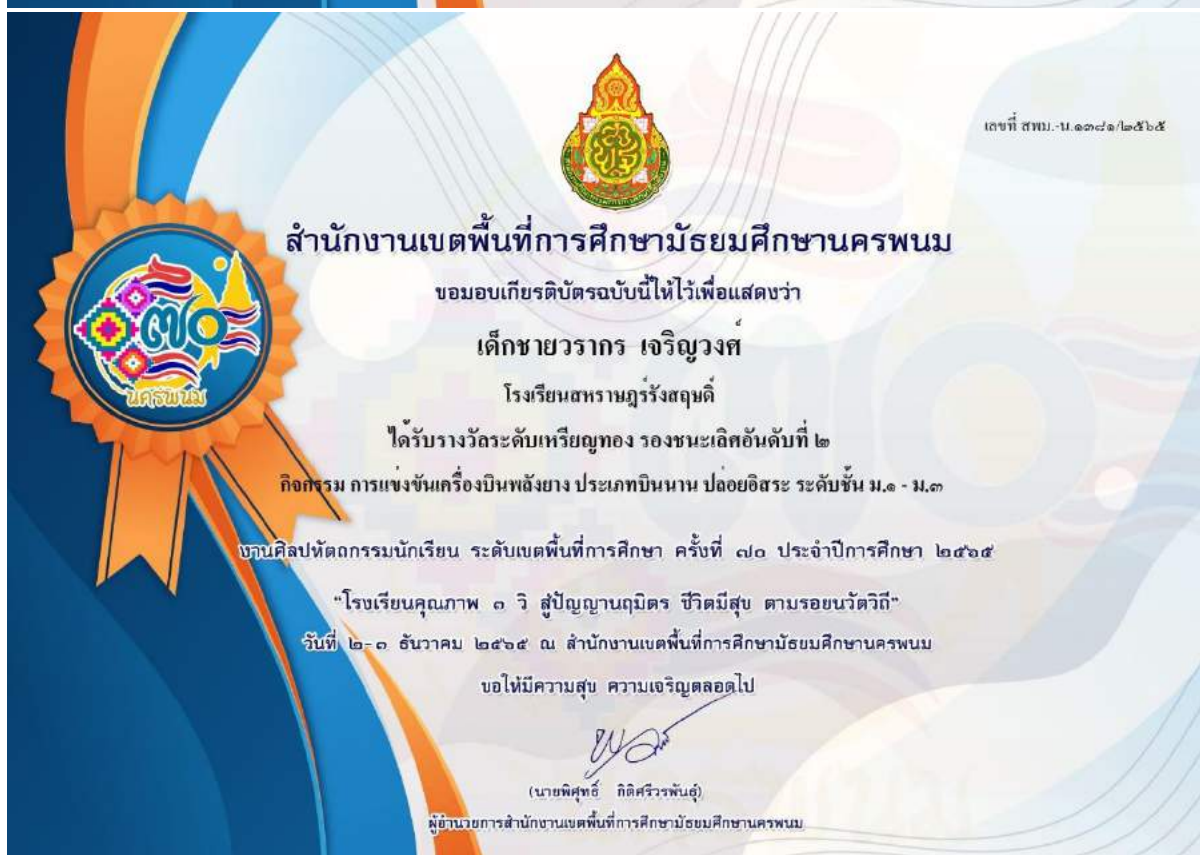 เลขที่ สพม.-น.๑๓๘๑/๒๕๖๕
สำนักงานเขตพื้นที่การศึกษามัธยมศึกษานครพนม
ขอมอบเกียรติบัตรฉบับนี้ให้ไว้เพื่อแสดงว่า
เด็กชายวรากร เจริญวงศ์
โรงเรียนสหราษฎร์รังสฤษดิ์
ได้รับรางวัลระดับเหรียญทอง รองชนะเลิศอันดับที่ ๒
กิจกรรม การแข่งขันเครื่องบินพลังยาง ประเภทบินนาน ปล่อยอิสระ ระดับชั้น ม.๑ - ม.๓
๗๐
นครพนม
งานศิลปหัตถกรรมนักเรียน ระดับเขตพื้นที่การศึกษา ครั้งที่ ๗๐ ประจำปีการศึกษา ๒๕๖๕
"โรงเรียนคุณภาพ ๓ วิ สู่ปัญญานฤมิตร ชีวิตมีสุข ตามรอยนวัตวิถี"
วันที่ ๒-๓ ธันวาคม ๒๕๖๕ ณ สำนักงานเขตพื้นที่การศึกษามัธยมศึกษานครพนม
ขอให้มีความสุข ความเจริญตลอดไป
(นายพิศุทธิ์ กิติศรีวรพันธุ์)
ผู้อำนวยการสำนักงานเขตพื้นที่การศึกษามัธยมศึกษานครพนม